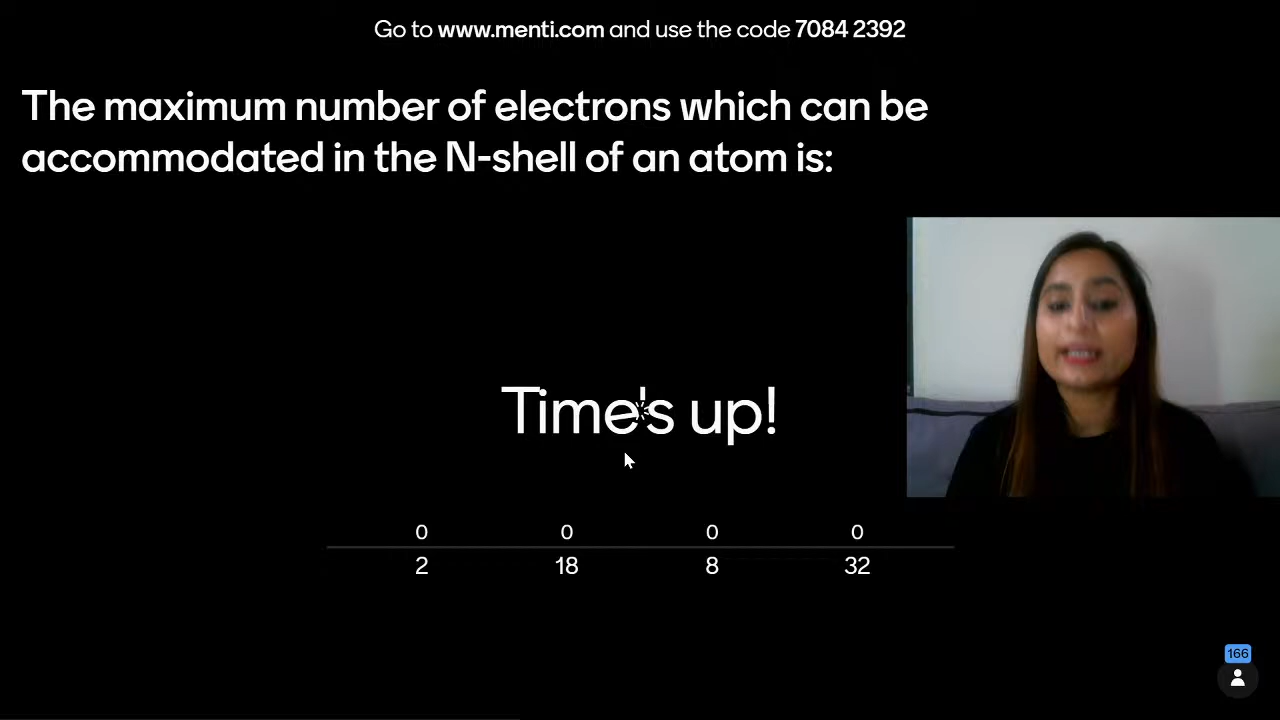 Go to www.menti.com and use the code 7084 2392
The maximum number of electrons which can be
accommodated in the N-shell of an atom is:
Time's up!
0 0 0 0
2 18 8 32
166